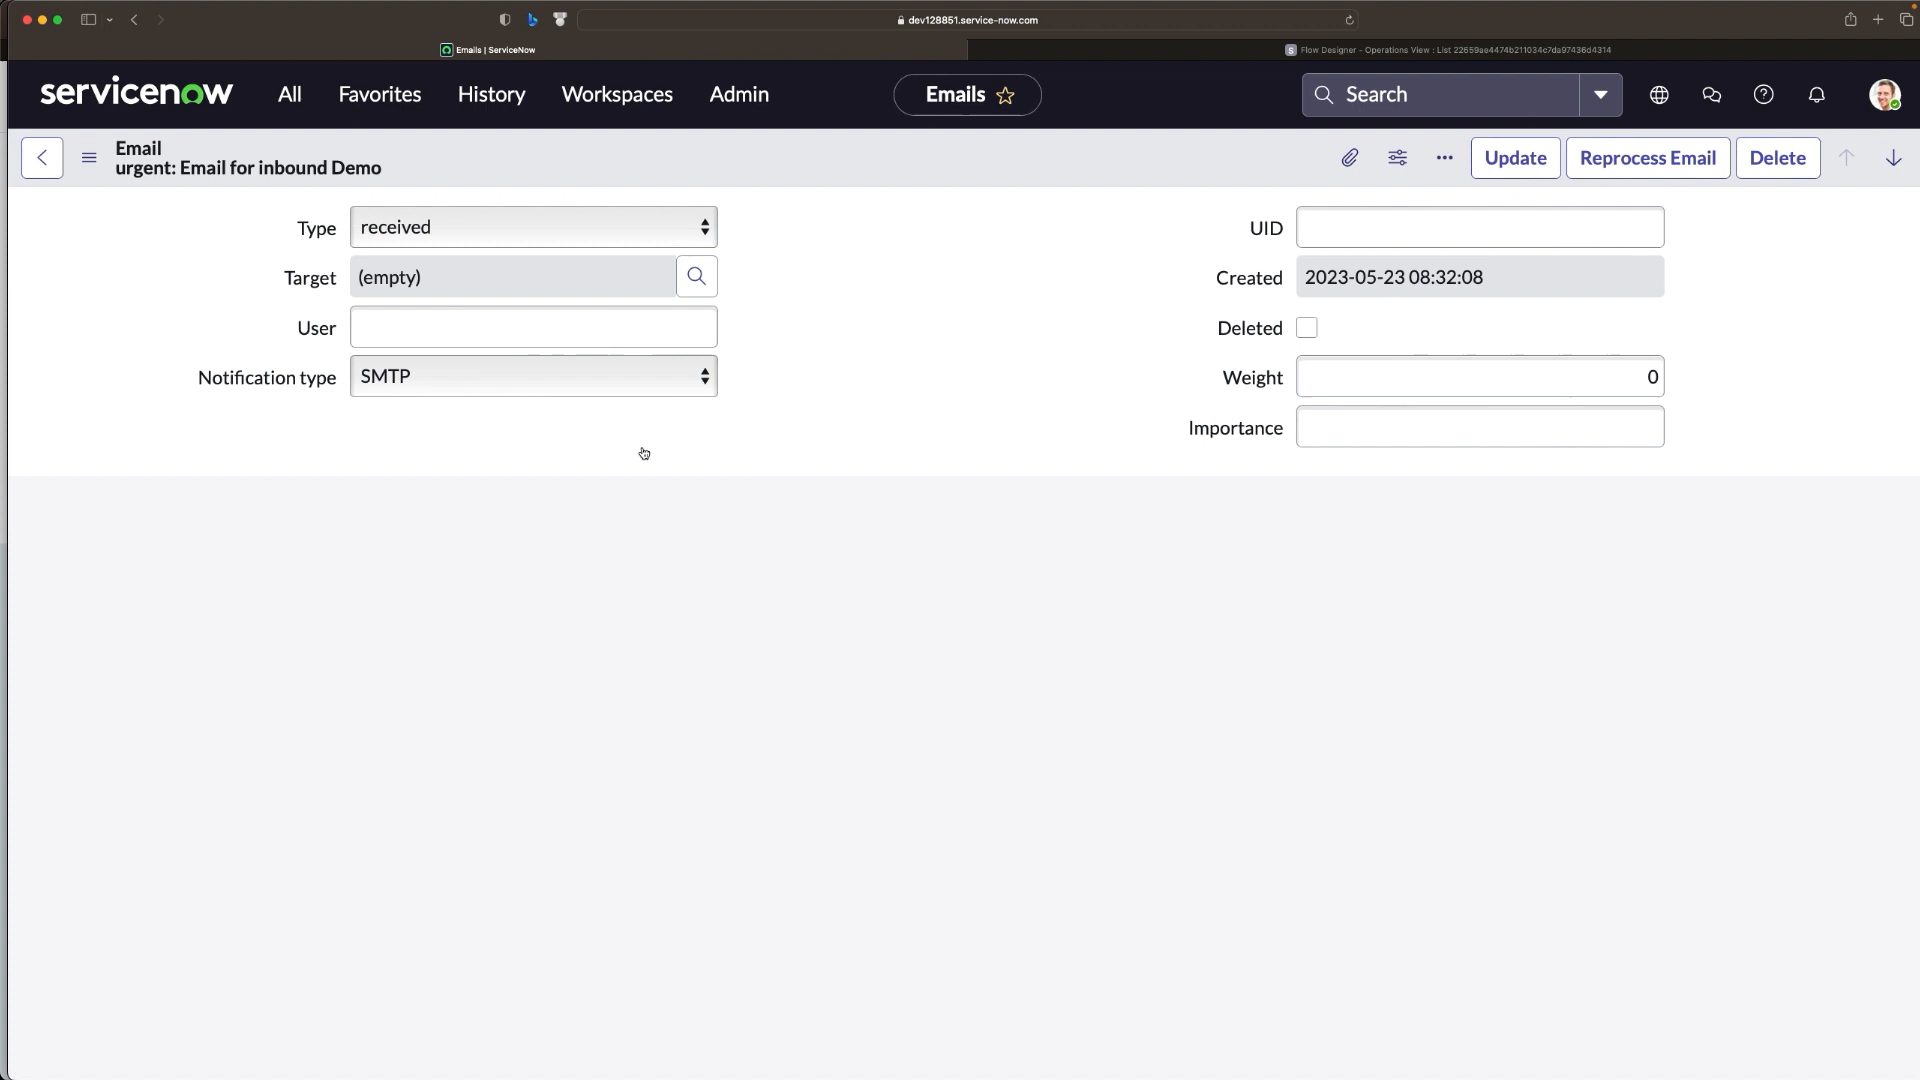 dev128851.service-now.com
Emails | ServiceNow
Flow Designer - Operations View : List 22659ae4474b211034c7da97436d4314
servicenow All Favorites History Workspaces Admin Emails Search
Email
urgent: Email for inbound Demo
Update Reprocess Email Delete
Type received UID
Target (empty) Created 2023-05-23 08:32:08
User Deleted
Notification type SMTP Weight 0
Importance